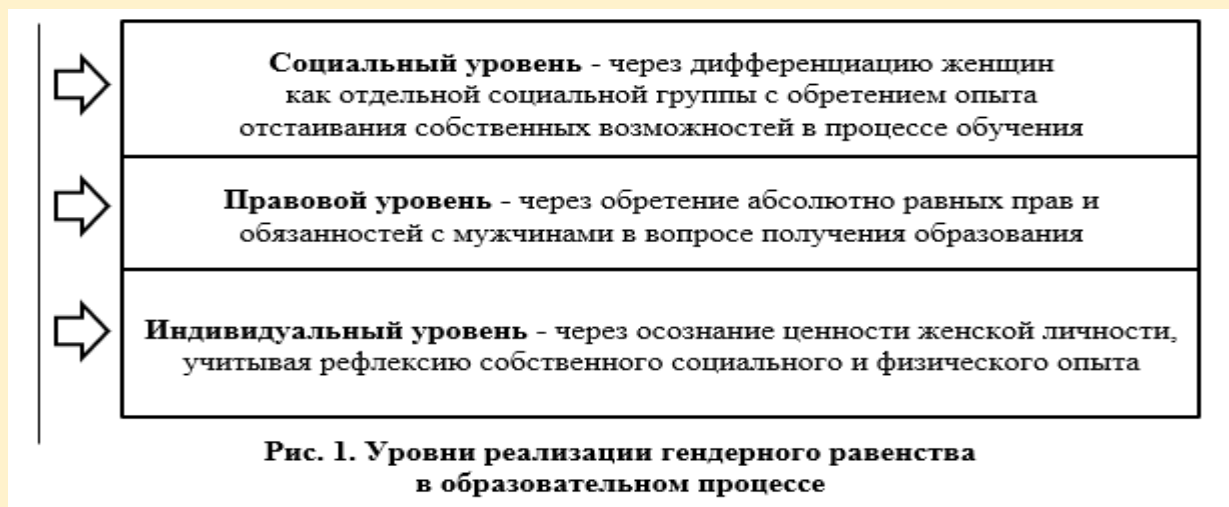 Социальный уровень - через дифференциацию женщин
как отдельной социальной группы с обретением опыта
отстаивания собственных возможностей в процессе обучения
Правовой уровень - через обретение абсолютно равных прав и
обязанностей с мужчинами в вопросе получения образования
Индивидуальный уровень - через осознание ценности женской личности,
учитывая рефлексию собственного социального и физического опыта
Рис. 1. Уровни реализации гендерного равенства
в образовательном процессе